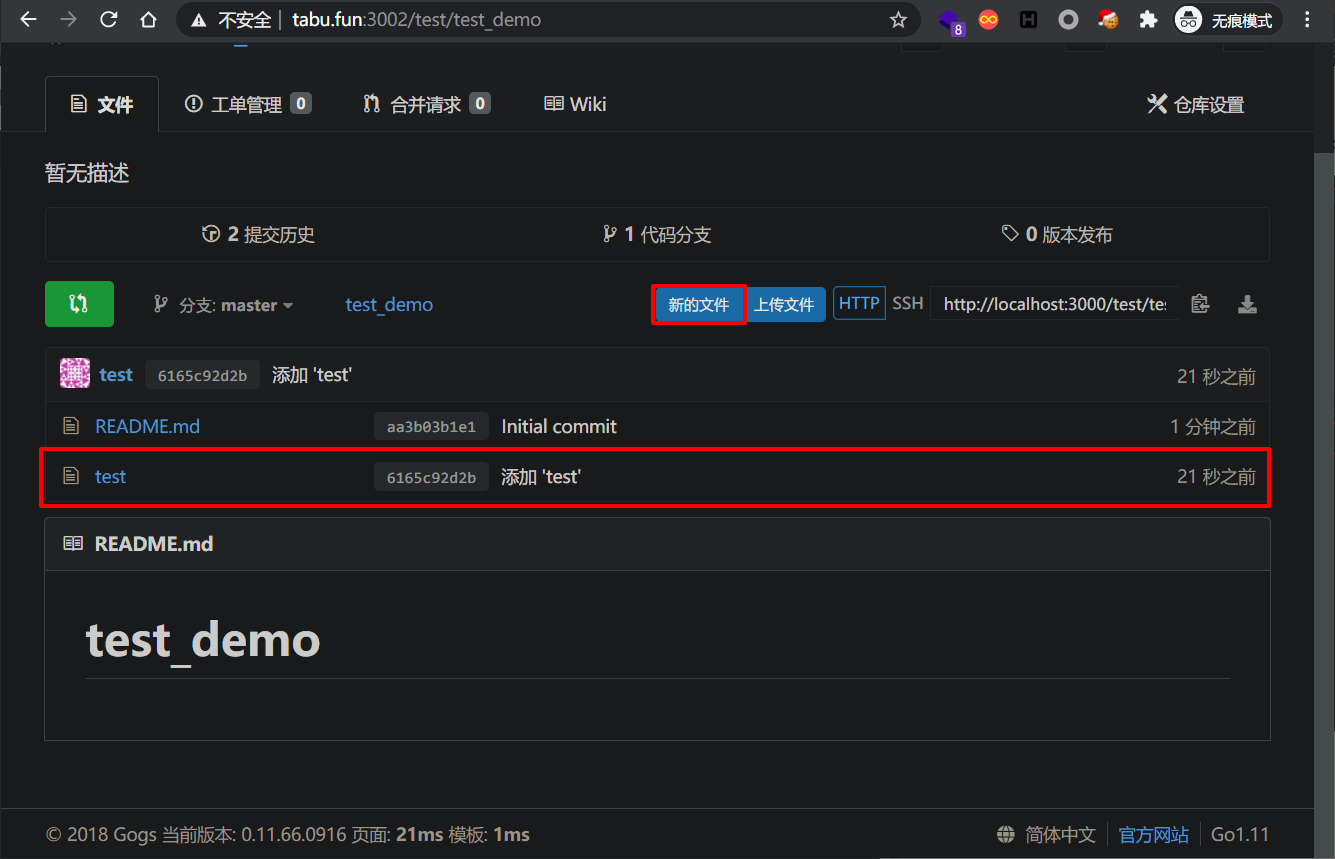 不安全 tabu.fun:3002/test/test_demo 8 H 无痕模式
文件 工单管理 0 合并请求 0 Wiki 仓库设置
暂无描述
2 提交历史 1 代码分支 0 版本发布
分支: master test_demo 新的文件 上传文件 HTTP SSH http://localhost:3000/test/tes
test 6165c92d2b 添加 'test' 21 秒之前
README.md aa3b03b1e1 Initial commit 1 分钟之前
test 6165c92d2b 添加 'test' 21 秒之前
README.md
test_demo
© 2018 Gogs 当前版本: 0.11.66.0916 页面: 21ms 模板: 1ms 简体中文 官方网站 Go1.11